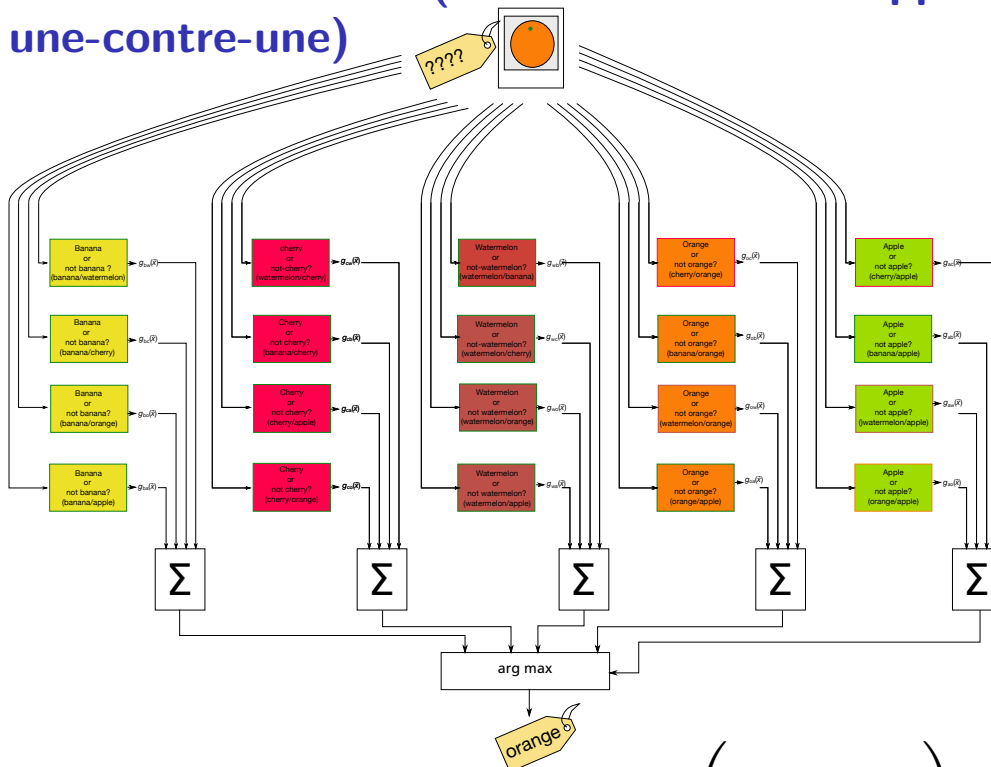 une-contre-une)
????
Banana
or
not banana ?
(banana/watermelon)
Banana
or
not banana?
(banana/cherry)
Banana
or
not banana?
(banana/orange)
Banana
or
not banana?
(banana/apple)
cherry
or
not-cherry?
(watermelon/cherry)
Cherry
or
not cherry?
(banana/cherry)
Cherry
or
not cherry?
(cherry/apple)
Cherry
or
not cherry?
(cherry/orange)
Watermelon
or
not-watermelon?
(watermelon/banana)
Watermelon
or
not-watermelon?
(watermelon/cherry)
Watermelon
or
not watermelon?
(watermelon/orange)
Watermelon
or
not watermelon?
(watermelon/apple)
Orange
or
not orange?
(cherry/orange)
Orange
or
not orange?
(banana/orange)
Orange
or
not orange?
(watermelon/orange)
Orange
or
not orange?
(orange/apple)
Apple
or
not apple?
(cherry/apple)
Apple
or
not apple?
(banana/apple)
Apple
or
not apple?
(watermelon/apple)
Apple
or
not apple?
(orange/apple)
Σ Σ Σ Σ Σ
arg max
orange